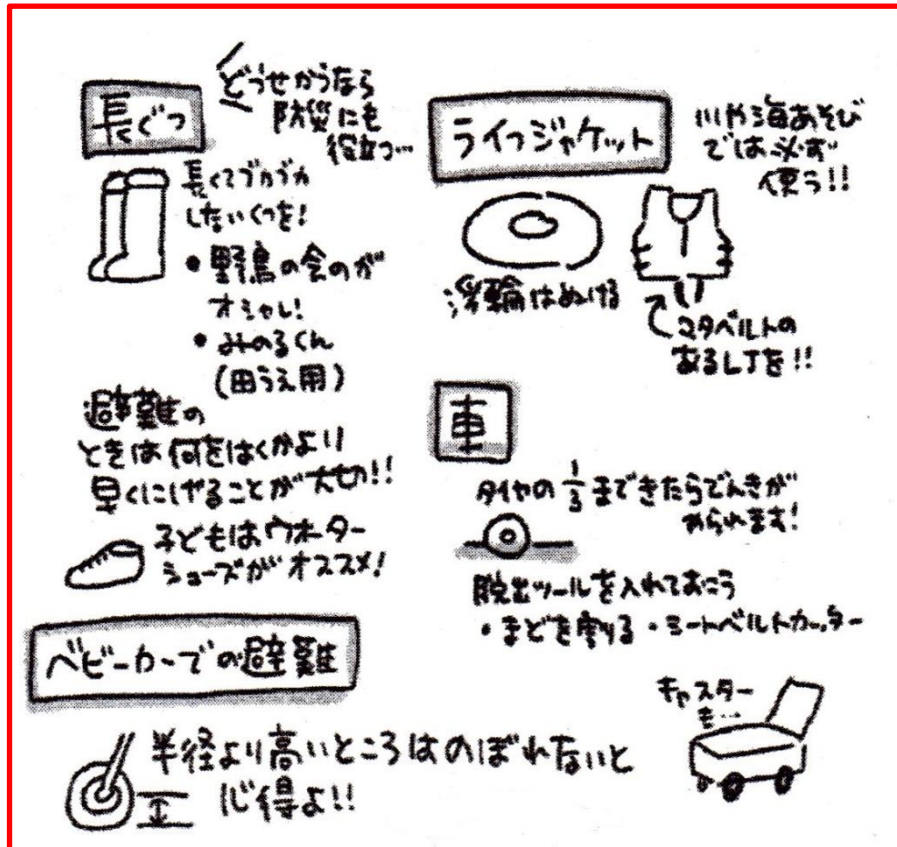 長ぐつ
どうせかうなら
防災にも
役立つ…
長くてブカブカ
しないくつを!
・野鳥の会のが
オシャレ!
・みのるくん
(田うえ用)
避難の
ときは何をはくかより
早くにげることが大切!!
子どもはウォーター
シューズがオススメ!
ライフジャケット
川や海あそび
では必ず
使う!!
浮輪はぬける
マタベルトの
あるLJを!!
車
タイヤの1/3まできたらでんきが
められます!
脱出ツールを入れておこう
・まどを割る・シートベルトカッター
ベビーカーでの避難
半径より高いところはのぼれないと
心得よ!!
キャスター
も…